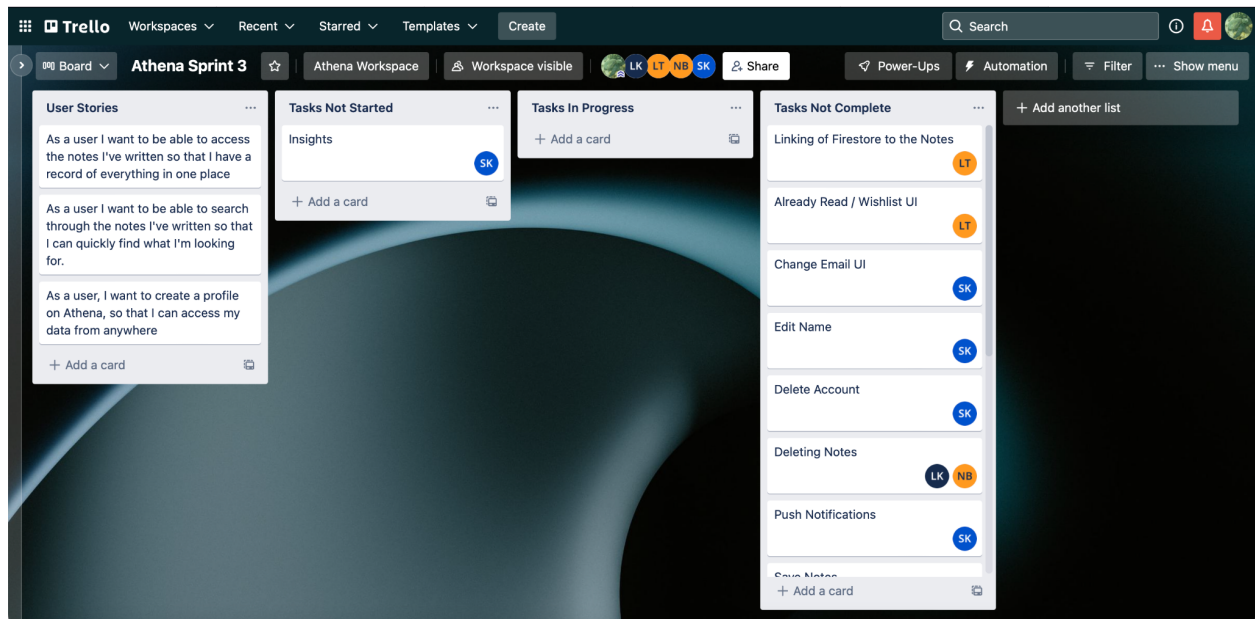 Trello Workspaces Recent Starred Templates Create Search
Board Athena Sprint 3 Athena Workspace Workspace visible LK LT NB SK Share Power-Ups Automation Filter ... Show menu
User Stories ...
As a user I want to be able to access
the notes I've written so that I have a
record of everything in one place
As a user I want to be able to search
through the notes I've written so that
I can quickly find what I'm looking
for.
As a user, I want to create a profile
on Athena, so that I can access my
data from anywhere
+ Add a card
Tasks Not Started ...
Insights
SK
+ Add a card
Tasks In Progress ...
+ Add a card
Tasks Not Complete ...
Linking of Firestore to the Notes
LT
Already Read / Wishlist UI
LT
Change Email UI
SK
Edit Name
SK
Delete Account
SK
Deleting Notes
LK NB
Push Notifications
SK
Save Notes
+ Add a card
+ Add another list